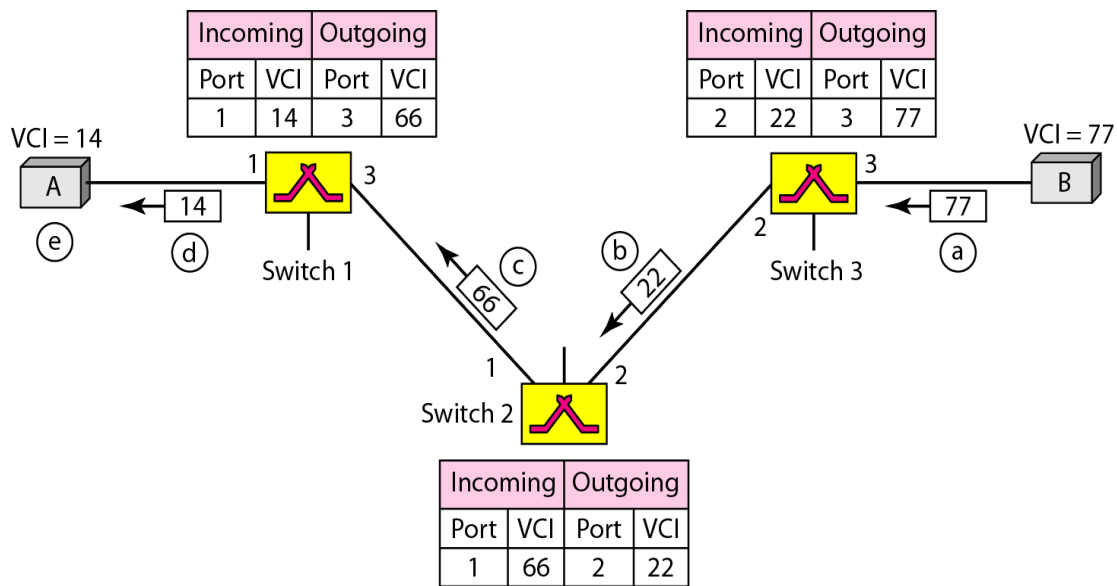 Incoming Outgoing
Port VCI Port VCI
1 14 3 66
Incoming Outgoing
Port VCI Port VCI
2 22 3 77
VCI = 14
VCI = 77
A
1
3
3
B
14
2
77
e
d
Switch 1
c
b
Switch 3
a
66
22
1
2
Switch 2
Incoming Outgoing
Port VCI Port VCI
1 66 2 22